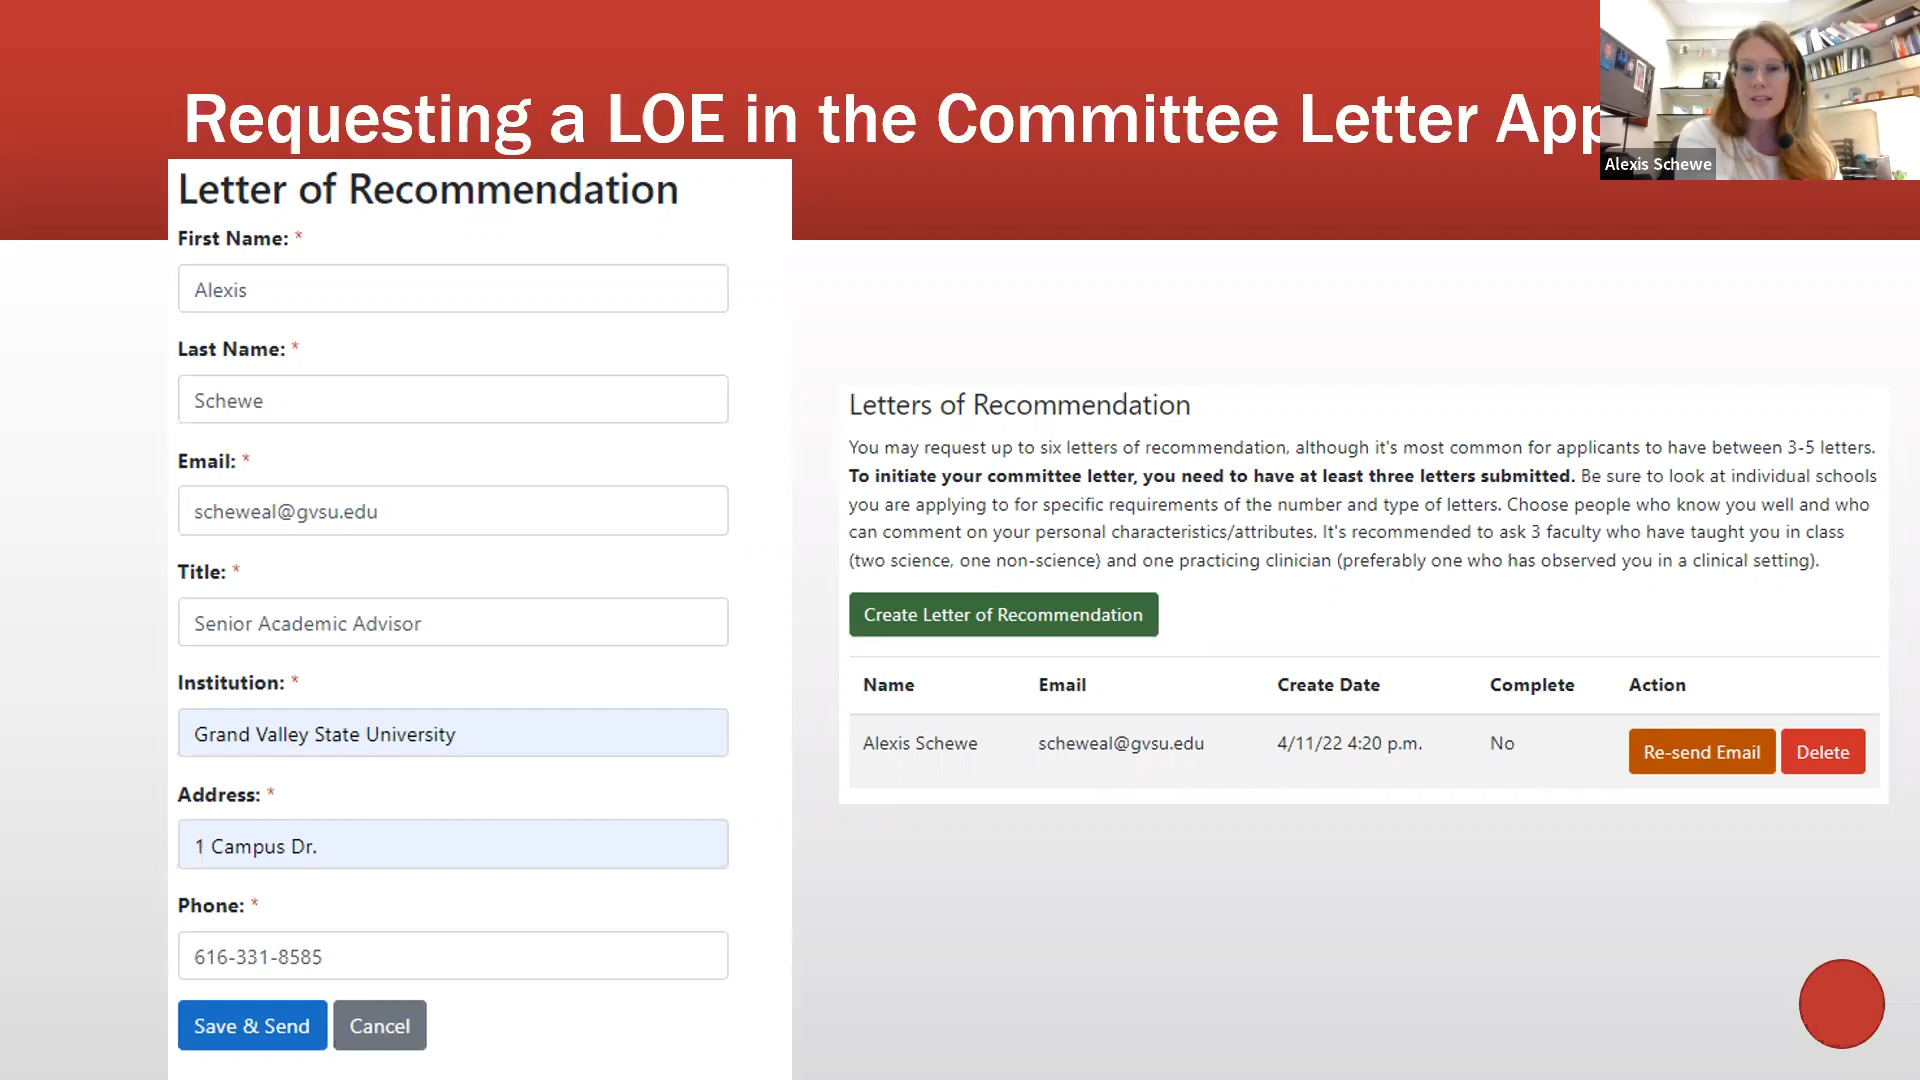 Requesting a LOE in the Committee Letter App
Alexis Schewe
Letter of Recommendation
First Name: *
Alexis
Last Name: *
Schewe
Email: *
scheweal@gvsu.edu
Title: *
Senior Academic Advisor
Institution: *
Grand Valley State University
Address: *
1 Campus Dr.
Phone: *
616-331-8585
Save & Send
Cancel
Letters of Recommendation
You may request up to six letters of recommendation, although it's most common for applicants to have between 3-5 letters.
To initiate your committee letter, you need to have at least three letters submitted. Be sure to look at individual schools
you are applying to for specific requirements of the number and type of letters. Choose people who know you well and who
can comment on your personal characteristics/attributes. It's recommended to ask 3 faculty who have taught you in class
(two science, one non-science) and one practicing clinician (preferably one who has observed you in a clinical setting).
Create Letter of Recommendation
Name Email Create Date Complete Action
Alexis Schewe scheweal@gvsu.edu 4/11/22 4:20 p.m. No Re-send Email Delete